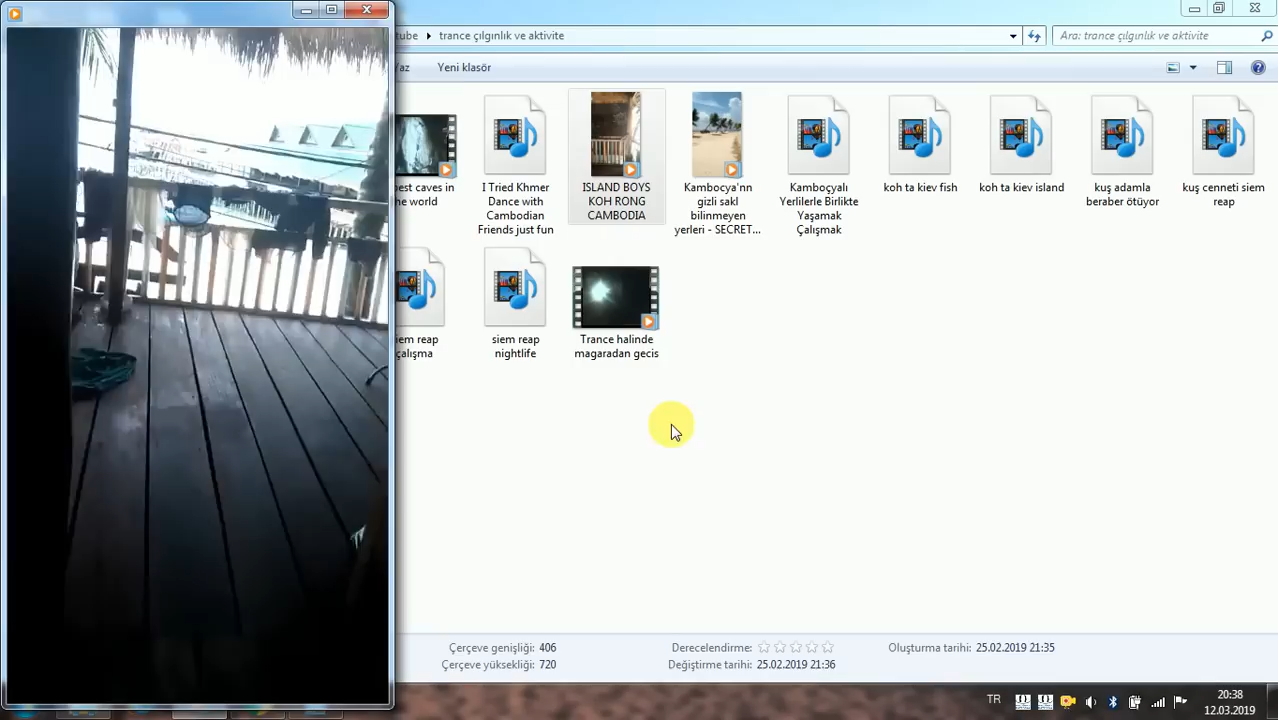 tube ▸ trance çılgınlık ve aktivite
Ara: trance çılgınlık ve aktivite
Yaz
Yeni klasör
best caves in
the world
I Tried Khmer
Dance with
Cambodian
Friends just fun
ISLAND BOYS
KOH RONG
CAMBODIA
Kambocya'nn
gizli sakl
bilinmeyen
yerleri - SECRET...
Kamboçyalı
Yerlilerle Birlikte
Yaşamak
Çalışmak
koh ta kiev fish
koh ta kiev island
kuş adamla
beraber ötüyor
kuş cenneti siem
reap
iem reap
çalışma
siem reap
nightlife
Trance halinde
magaradan gecis
Çerçeve genişliği: 406
Derecelendirme:
Oluşturma tarihi: 25.02.2019 21:35
Çerçeve yüksekliği: 720
Değiştirme tarihi: 25.02.2019 21:36
TR
20:38
12.03.2019